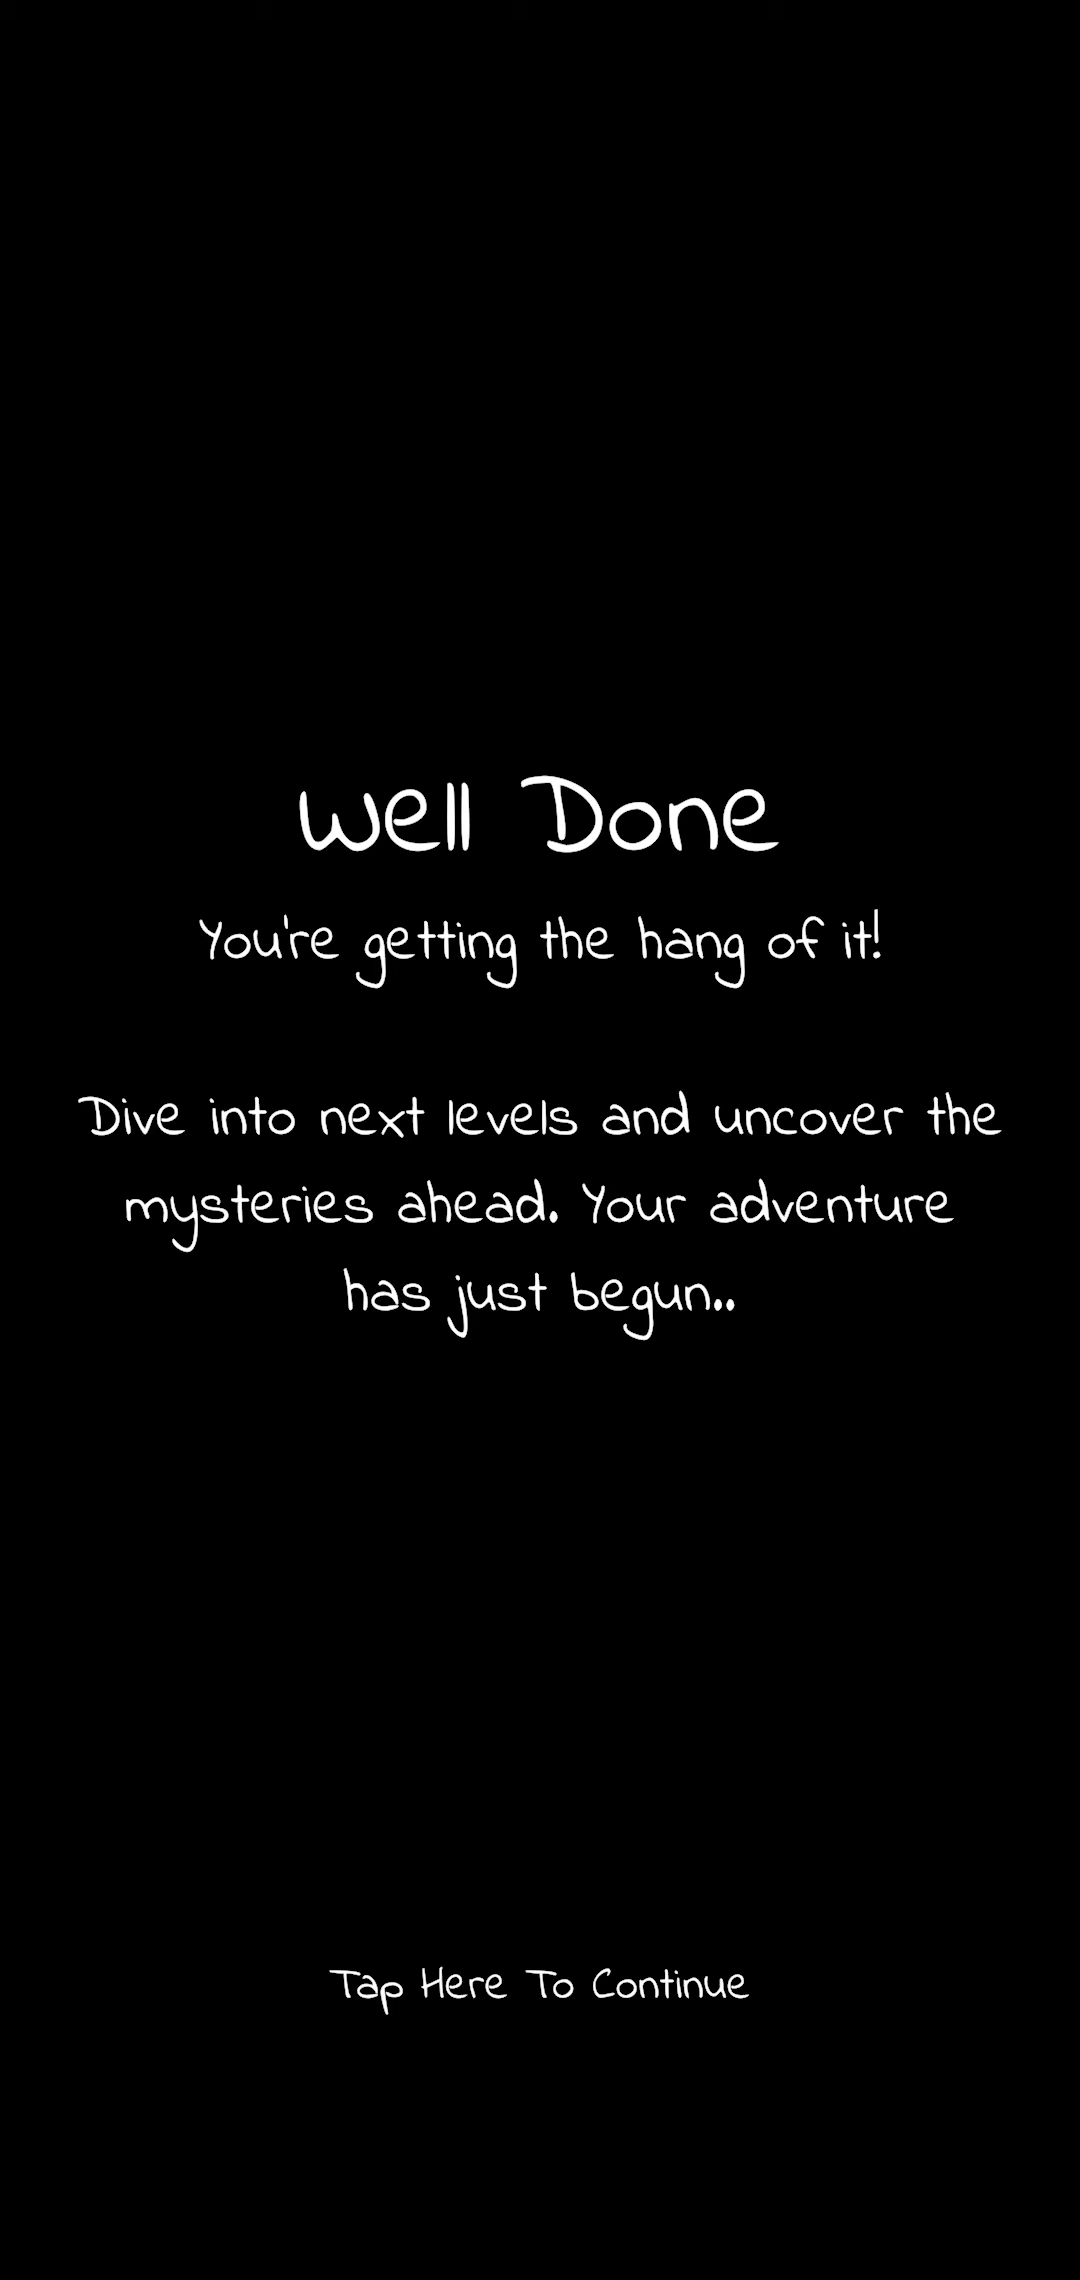 Well Done
You're getting the hang of it!
Dive into next levels and uncover the
mysteries ahead. Your adventure
has just begun..
Tap Here To Continue